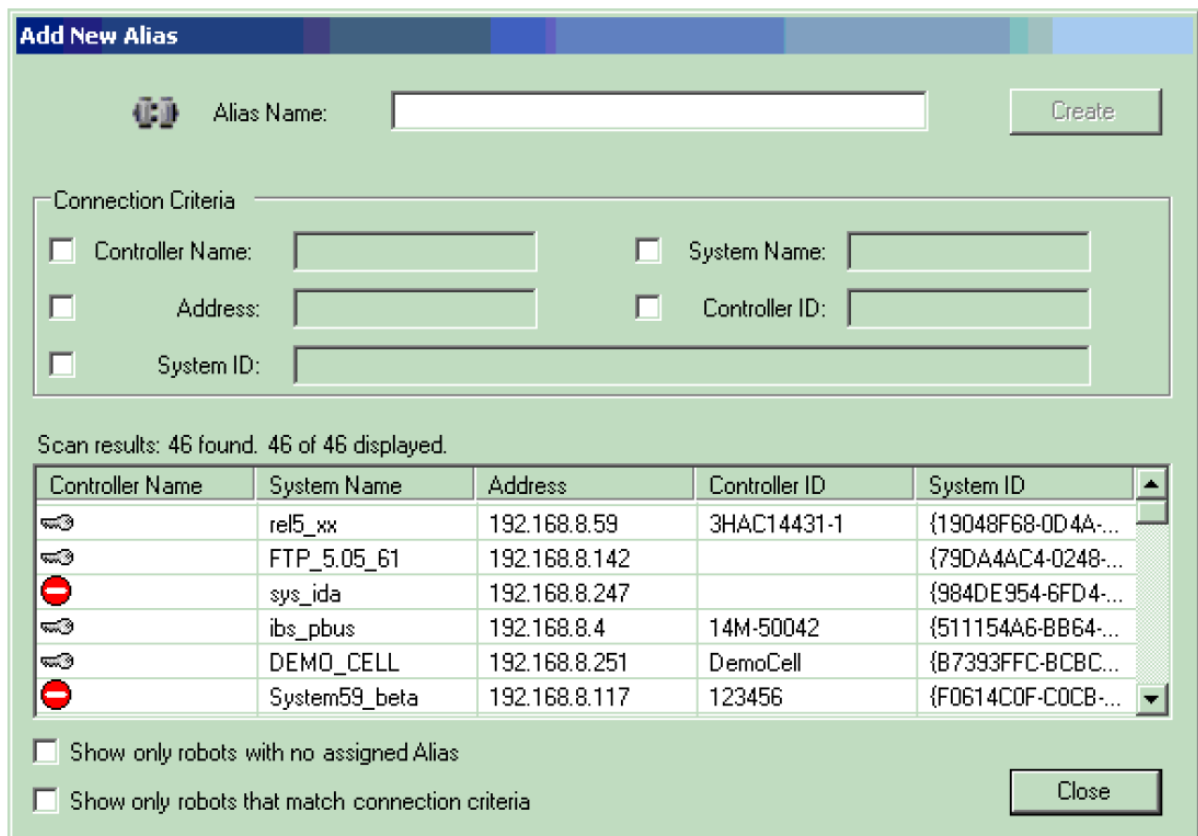 Add New Alias
Alias Name: Create
Connection Criteria
Controller Name: System Name:
Address: Controller ID:
System ID:
Scan results: 46 found. 46 of 46 displayed.
Controller Name System Name Address Controller ID System ID
rel5_xx 192.168.8.59 3HAC14431-1 {19048F68-0D4A-...
FTP_5.05_61 192.168.8.142 {79DA4AC4-0248-...
sys_ida 192.168.8.247 {984DE954-6FD4-...
ibs_pbus 192.168.8.4 14M-50042 {511154A6-BB64-...
DEMO_CELL 192.168.8.251 DemoCell {B7393FFC-BCBC...
System59_beta 192.168.8.117 123456 {F0614C0F-C0CB-...
Show only robots with no assigned Alias
Show only robots that match connection criteria
Close